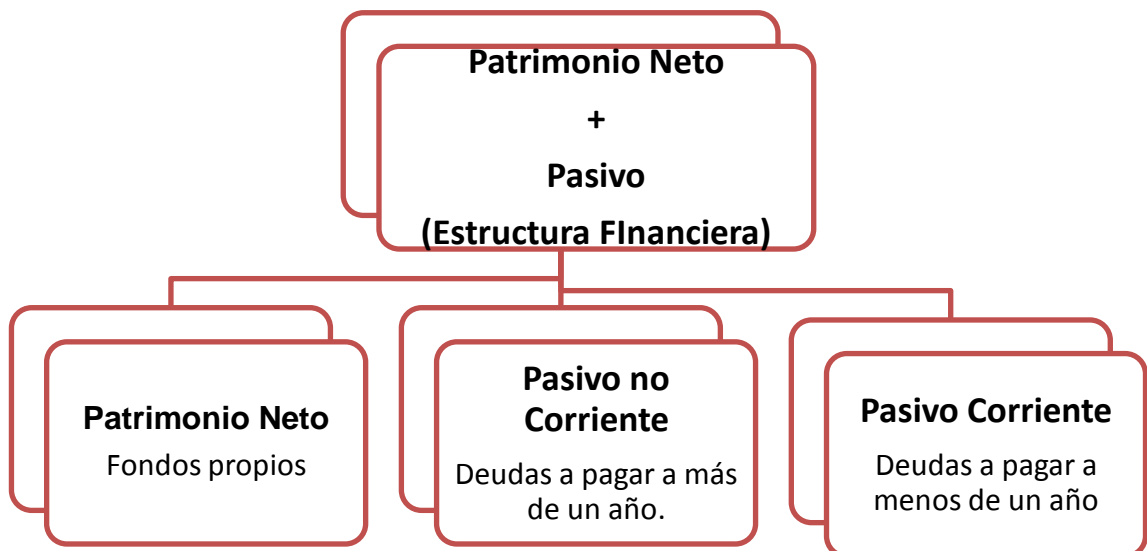 Patrimonio Neto
+
Pasivo
(Estructura FInanciera)
Patrimonio Neto
Fondos propios
Pasivo no
Corriente
Deudas a pagar a más
de un año.
Pasivo Corriente
Deudas a pagar a
menos de un año